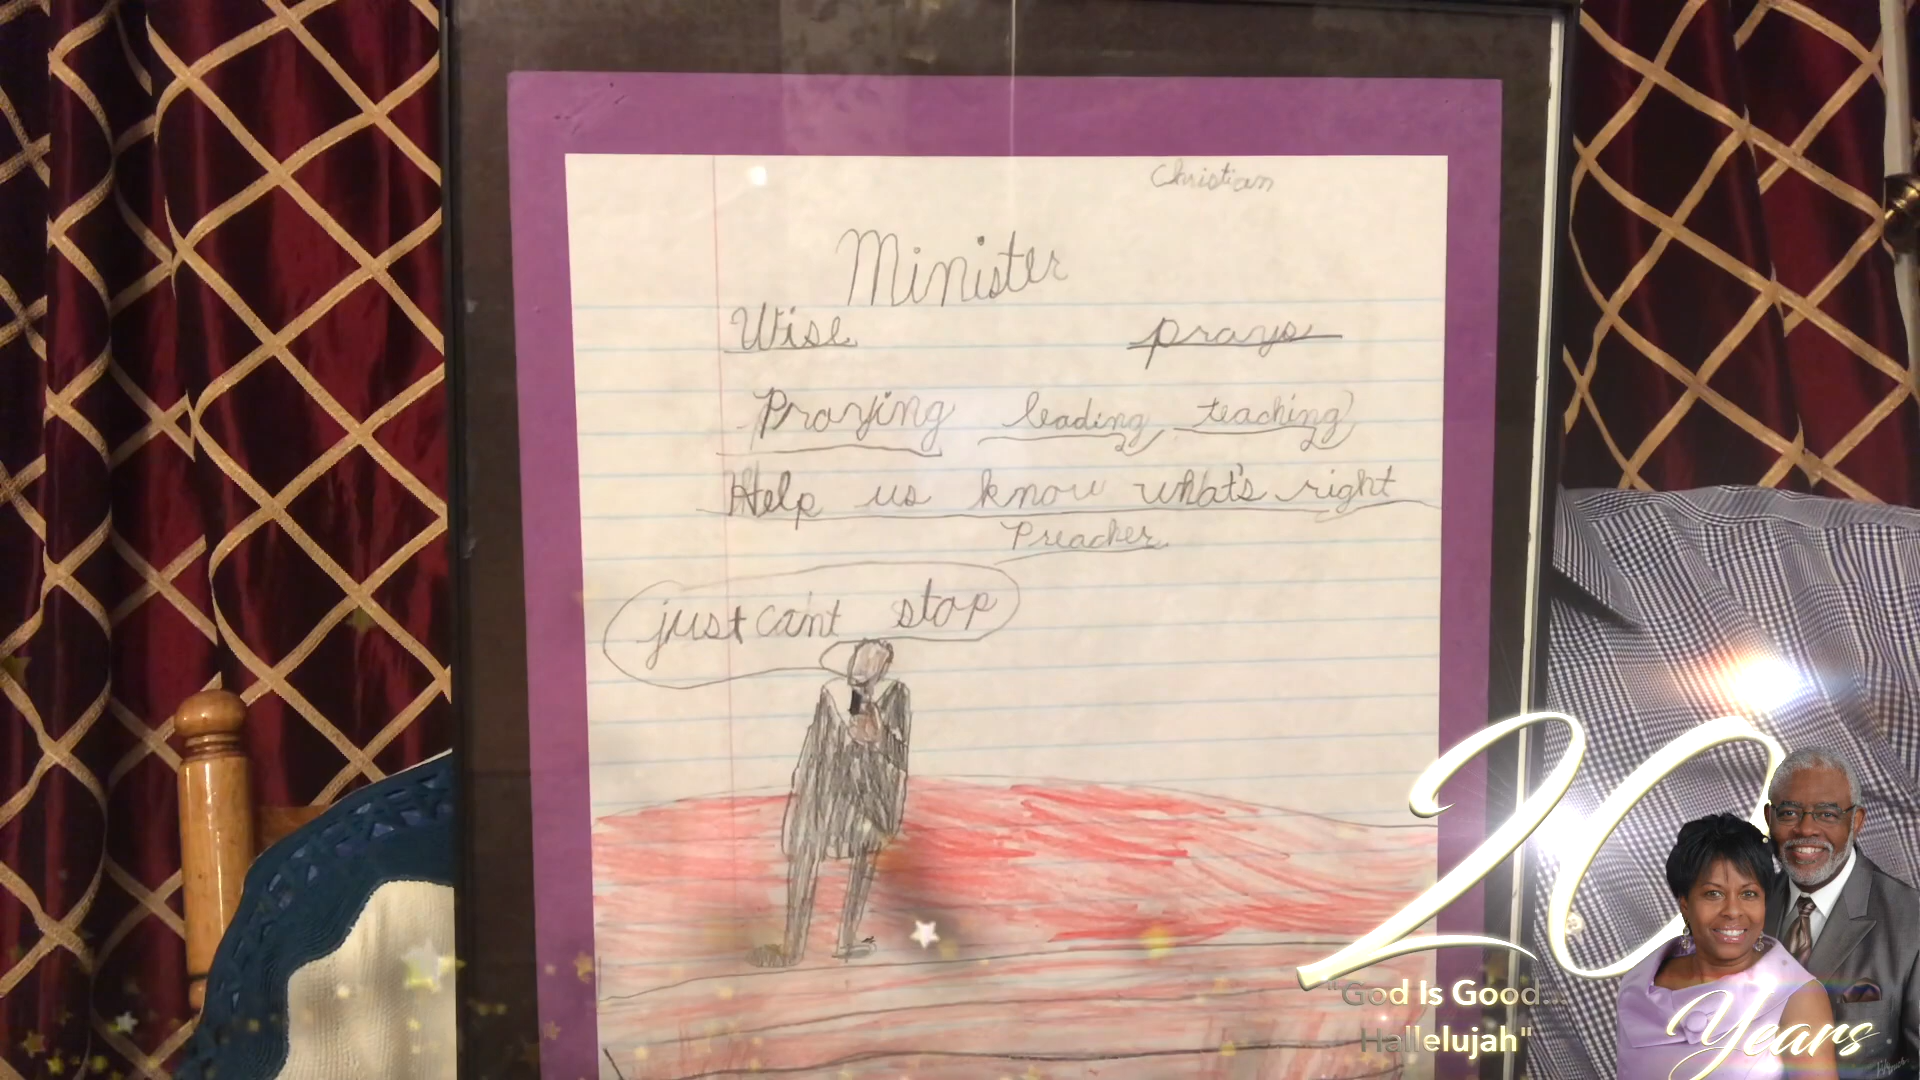 Christian
Minister
Wise prays
Praying leading teaching
Help us know what's right
Preacher
just can't stop
20
"God Is Good...
Hallelujah"
Years